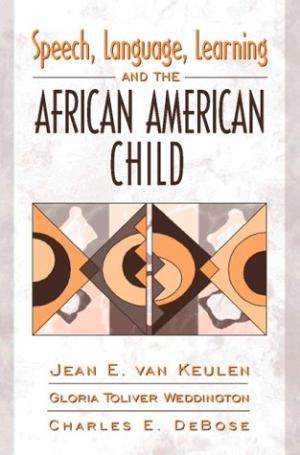 Speech, Language, Learning
AND THE
AFRICAN AMERICAN
CHILD
JEAN E. VAN KEULEN
GLORIA TOLIVER WEDDINGTON
CHARLES E. DEBOSE